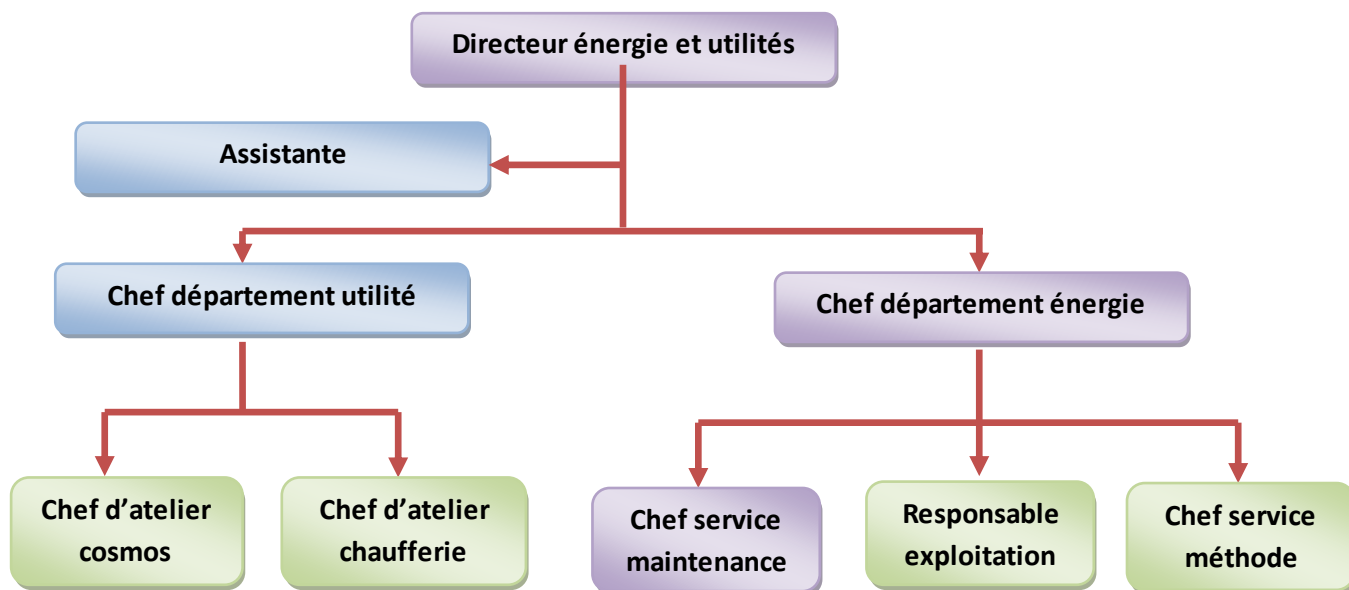 Directeur énergie et utilités
Assistante
Chef département utilité
Chef département énergie
Chef d’atelier
cosmos
Chef d’atelier
chaufferie
Chef service
maintenance
Responsable
exploitation
Chef service
méthode